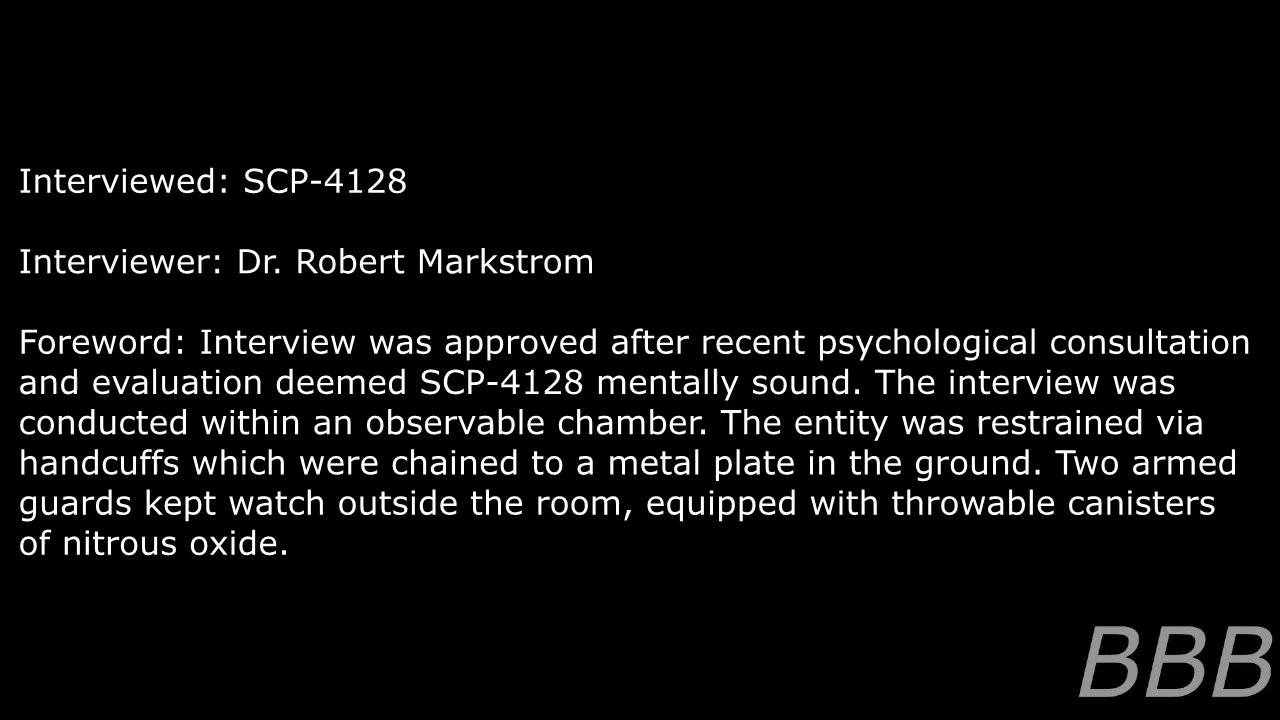 Interviewed: SCP-4128
Interviewer: Dr. Robert Markstrom
Foreword: Interview was approved after recent psychological consultation
and evaluation deemed SCP-4128 mentally sound. The interview was
conducted within an observable chamber. The entity was restrained via
handcuffs which were chained to a metal plate in the ground. Two armed
guards kept watch outside the room, equipped with throwable canisters
of nitrous oxide.
BBB